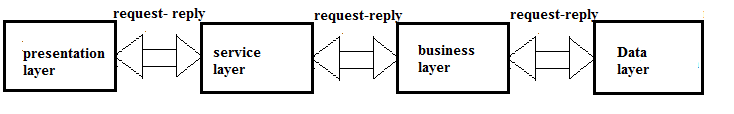 request- reply
request-reply
request-reply
presentation
layer
service
layer
business
layer
Data
layer